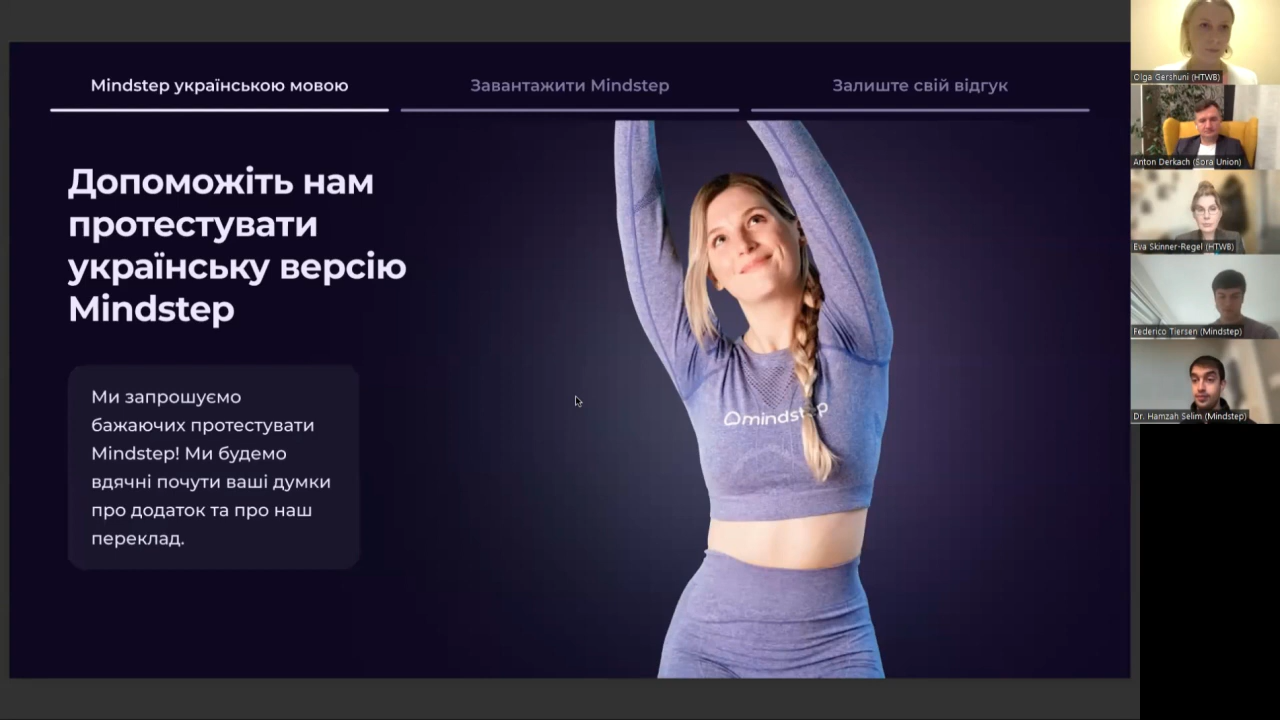 Mindstep українською мовою
Завантажити Mindstep
Залиште свій відгук
Допоможіть нам
протестувати
українську версію
Mindstep
Ми запрошуємо
бажаючих протестувати
Mindstep! Ми будемо
вдячні почути ваші думки
про додаток та про наш
переклад.
mindstep
Olga Gershuni (HTWB)
Anton Derkach (Sora Union)
Eva Skinner-Regel (HTWB)
Federico Tiersen (Mindstep)
Dr. Hamzah Selim (Mindstep)